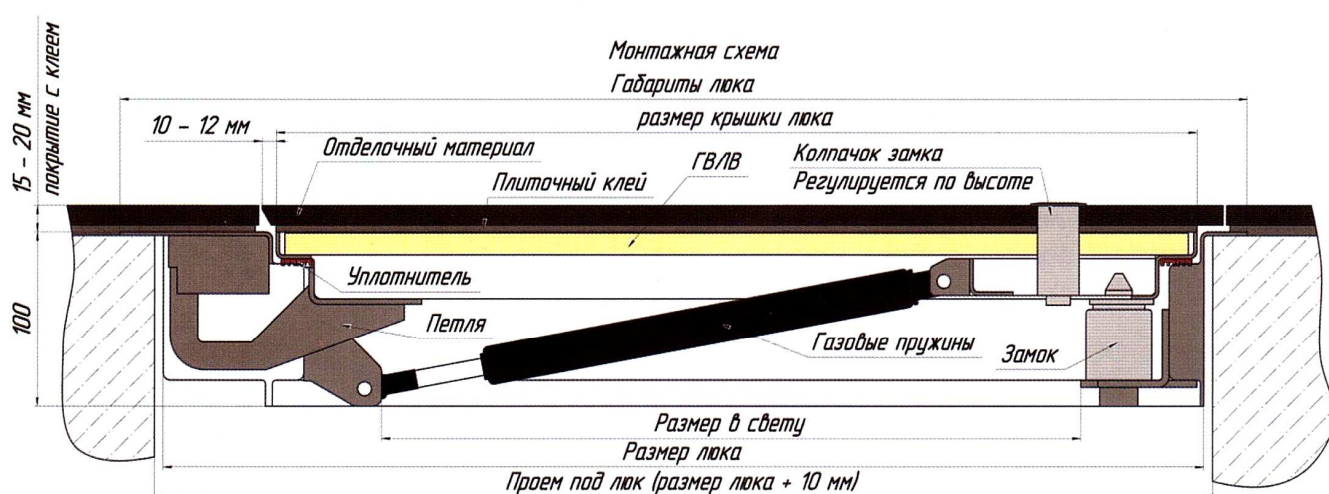 Монтажная схема
Габариты люка
размер крышки люка
15 - 20 мм
покрытие с клеем
10 - 12 мм
Отделочный материал
Плиточный клей
ГВЛВ
Колпачок замка
Регулируется по высоте
Уплотнитель
Петля
100
Газовые пружины
Замок
Размер в свету
Размер люка
Проем под люк (размер люка + 10 мм)